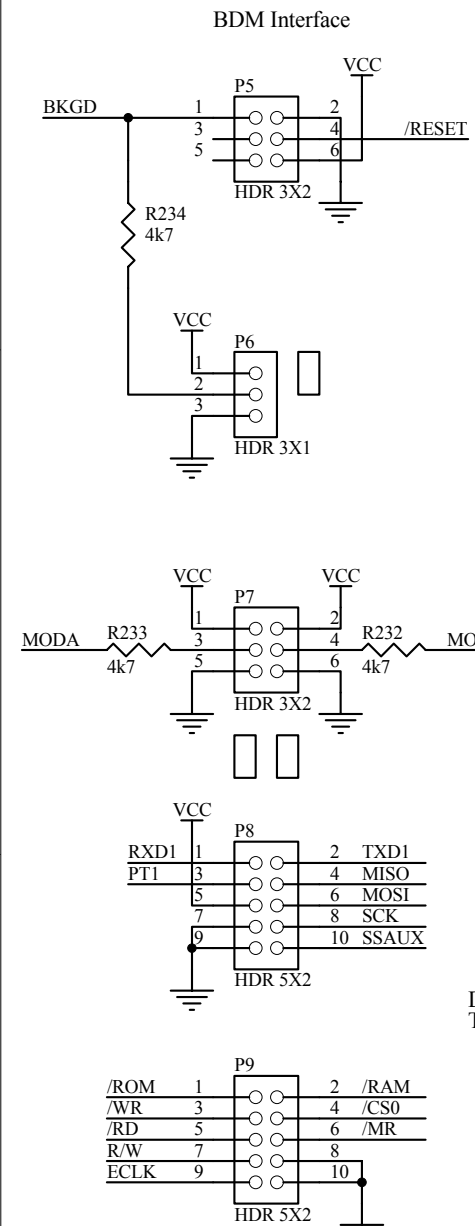 BDM Interface
VCC
P5
BKGD 1 2
3 4 /RESET
5 6
HDR 3X2
R234
4k7
VCC
P6
1
2
3
HDR 3X1
VCC VCC
P7
1 2
MODA R233 3 4 R232 MO
4k7 5 6 4k7
HDR 3X2
VCC
P8
RXD1 1 2 TXD1
PT1 3 4 MISO
5 6 MOSI
7 8 SCK
9 10 SSAUX
HDR 5X2
P9
/ROM 1 2 /RAM
/WR 3 4 /CS0
/RD 5 6 /MR
R/W 7 8
ECLK 9 10
HDR 5X2